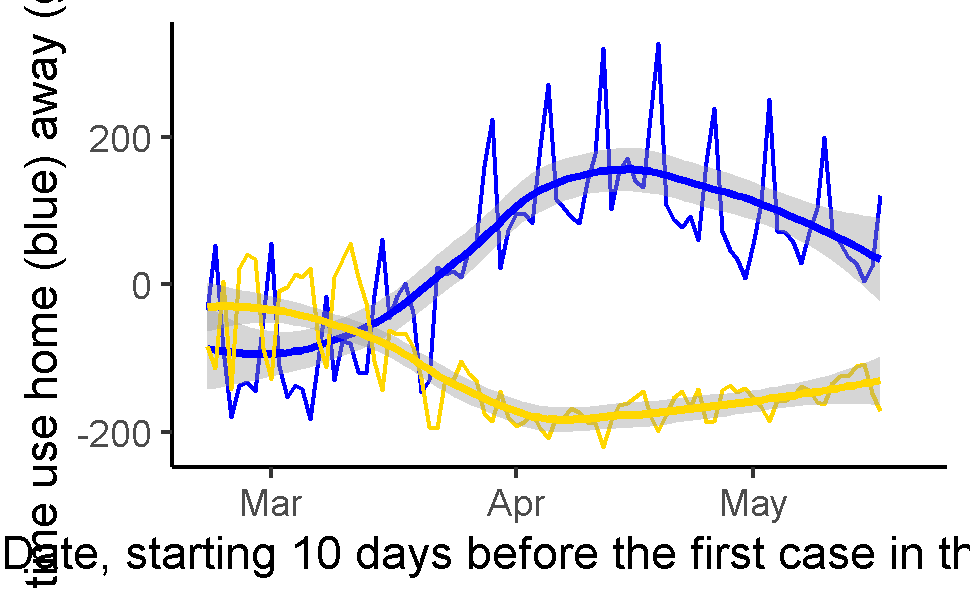 time use home (blue) away (
200
0
-200
Mar
Apr
May
Date, starting 10 days before the first case in